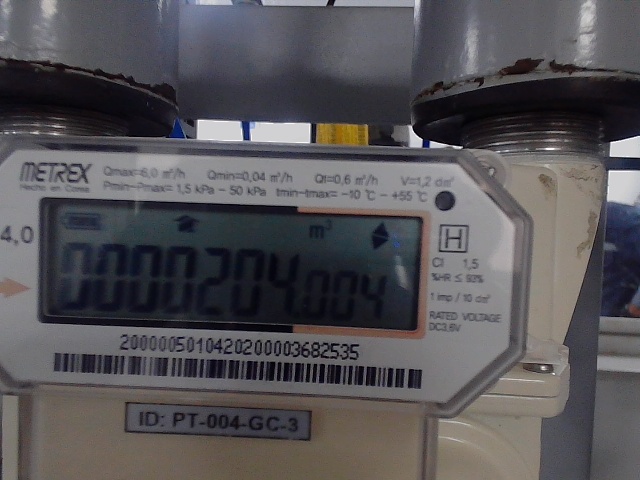 METREX
Hecho en Corea
Qmax=6,0 m³/h Qmin=0,04 m³/h Qt=0,6 m³/h V=1,2 dm³
Pmin-Pmax= 1,5 kPa - 50 kPa tmin-tmax= -10 °C - +55 °C
4,0
m³
0000204.004
H
Cl 1,5
%HR ≤ 93%
1 imp / 10 dm³
RATED VOLTAGE
DC3,6V
20000050104202000003682535
ID: PT-004-GC-3